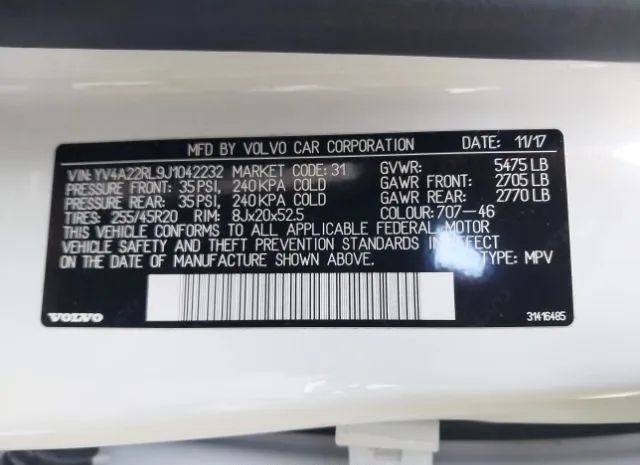 MFD BY VOLVO CAR CORPORATION DATE: 11/17
VIN: YV4A22RL9J1042232 MARKET CODE: 31 GVWR: 5475 LB
PRESSURE FRONT: 35 PSI, 240 KPA COLD GAWR FRONT: 2705 LB
PRESSURE REAR: 35 PSI, 240 KPA COLD GAWR REAR: 2770 LB
TIRES: 255/45R20 RIM: 8Jx20x52.5 COLOUR: 707-46
THIS VEHICLE CONFORMS TO ALL APPLICABLE FEDERAL MOTOR
VEHICLE SAFETY AND THEFT PREVENTION STANDARDS IN EFFECT
ON THE DATE OF MANUFACTURE SHOWN ABOVE. TYPE: MPV
VOLVO 31416485